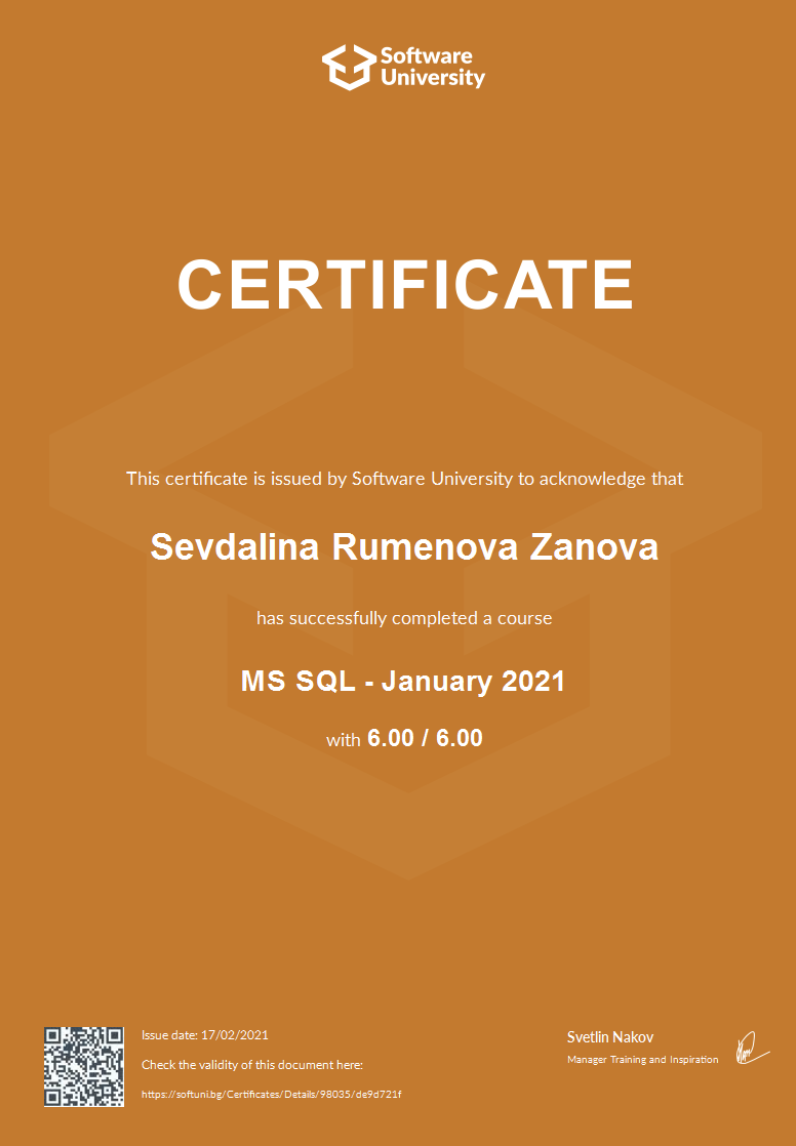 Software
University
CERTIFICATE
This certificate is issued by Software University to acknowledge that
Sevdalina Rumenova Zanova
has successfully completed a course
MS SQL - January 2021
with 6.00 / 6.00
Issue date: 17/02/2021
Check the validity of this document here:
https://softuni.bg/Certificates/Details/98035/de9d721f
Svetlin Nakov
Manager Training and Inspiration